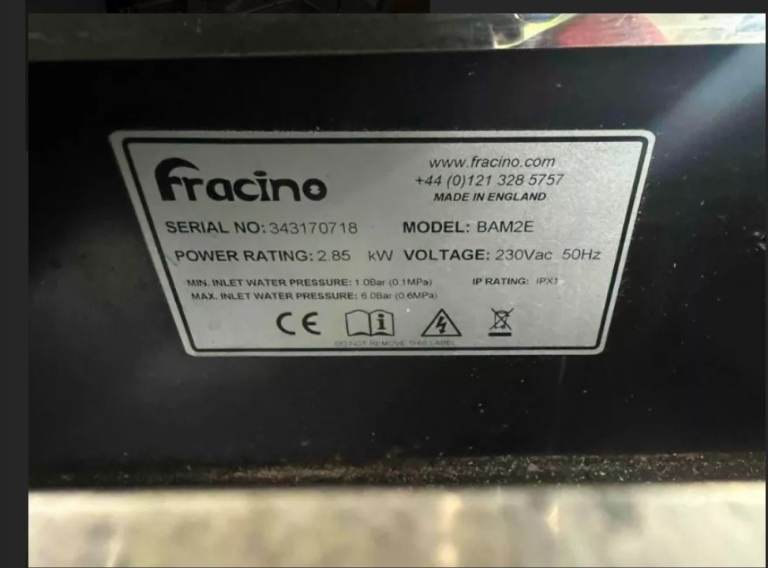 Fracino
www.fracino.com
+44 (0)121 328 5757
MADE IN ENGLAND
SERIAL NO: 343170718 MODEL: BAM2E
POWER RATING: 2.85 kW VOLTAGE: 230Vac 50Hz
MIN. INLET WATER PRESSURE: 1.0Bar (0.1MPa) IP RATING: IPX1
MAX. INLET WATER PRESSURE: 6.0Bar (0.6MPa)
CE
DO NOT REMOVE THIS LABEL